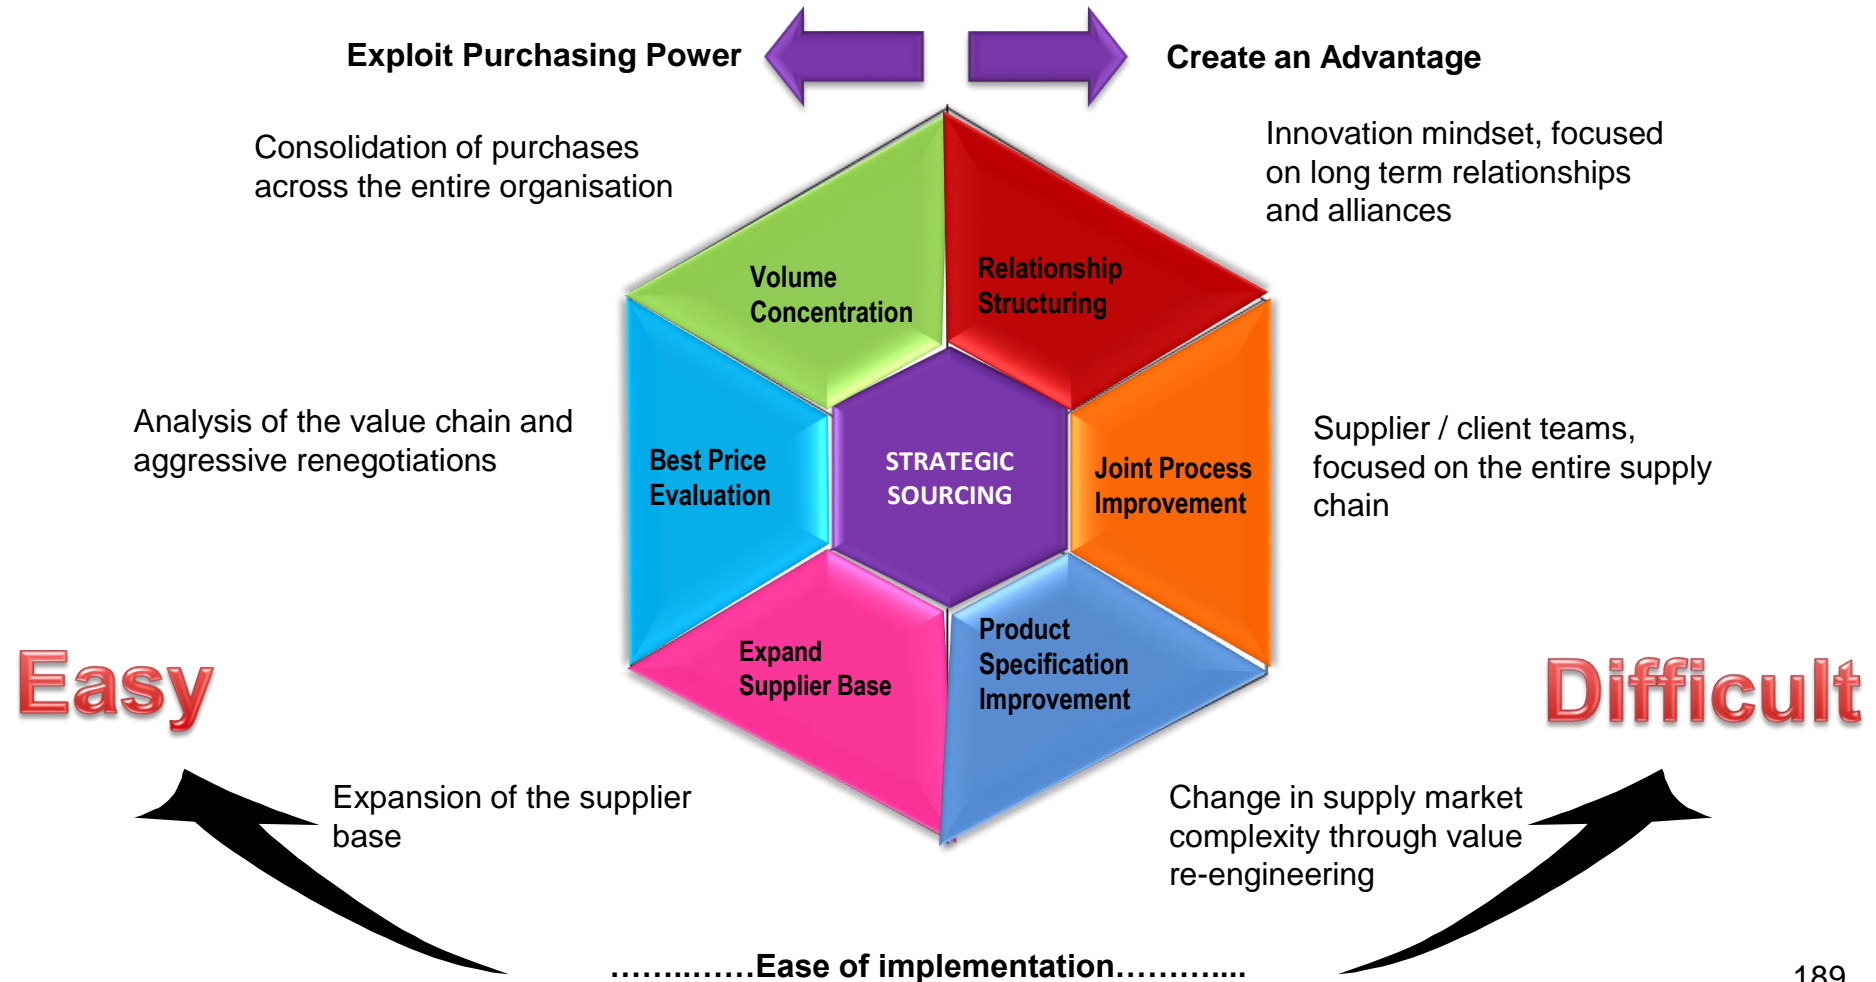 Exploit Purchasing Power
Create an Advantage
Consolidation of purchases
across the entire organisation
Innovation mindset, focused
on long term relationships
and alliances
Volume
Concentration
Relationship
Structuring
Analysis of the value chain and
aggressive renegotiations
Best Price
Evaluation
STRATEGIC
SOURCING
Joint Process
Improvement
Supplier / client teams,
focused on the entire supply
chain
Expand
Supplier Base
Product
Specification
Improvement
Easy
Difficult
Expansion of the supplier
base
Change in supply market
complexity through value
re-engineering
……..……Ease of implementation………....
189